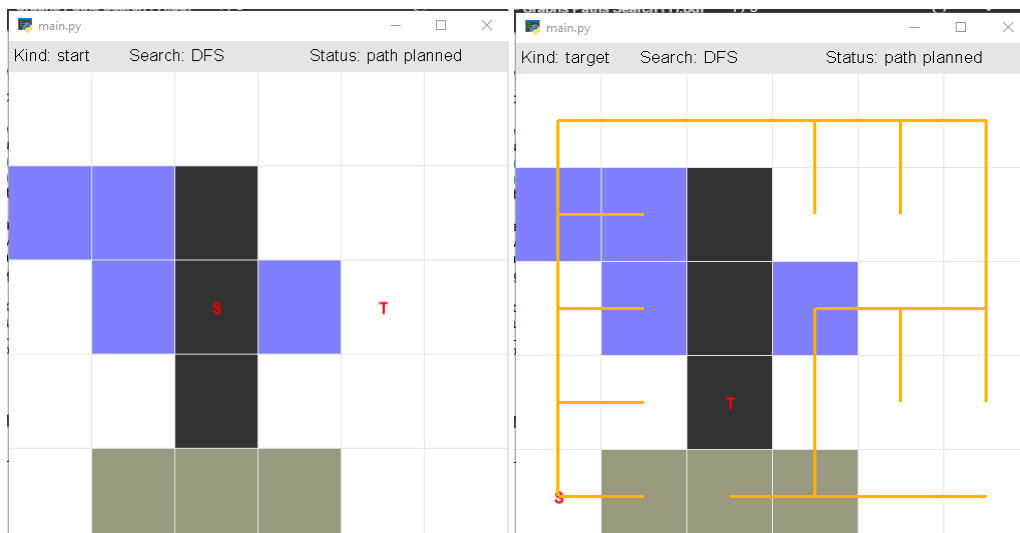 main.py
Kind: start Search: DFS Status: path planned
S T
main.py
Kind: target Search: DFS Status: path planned
T
S